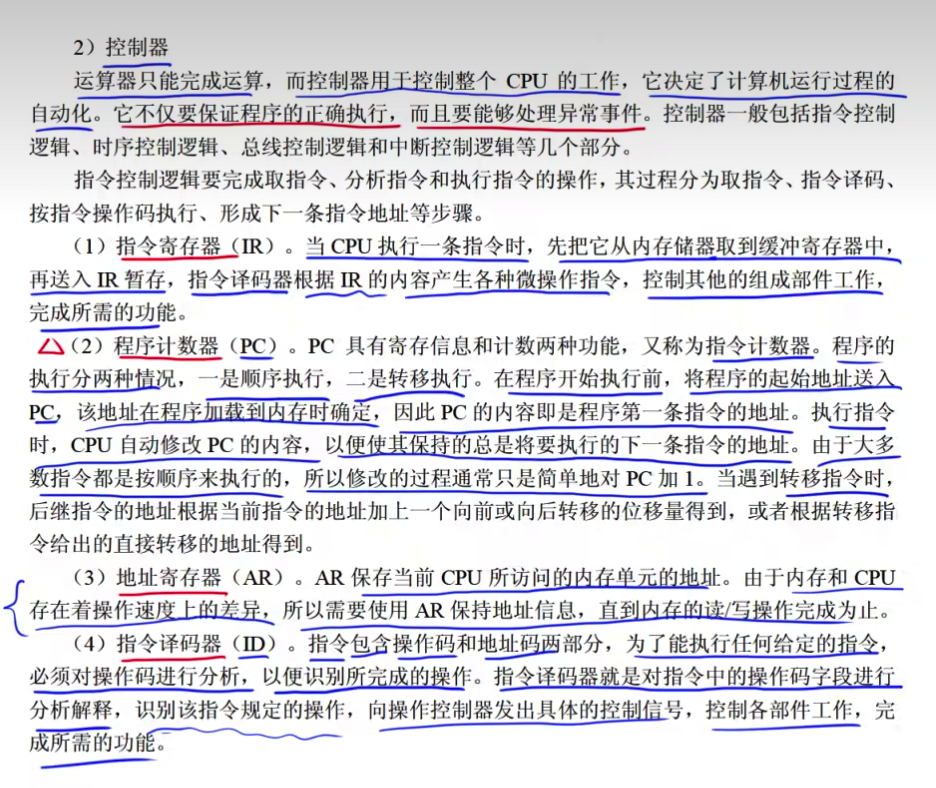 2）控制器
运算器只能完成运算，而控制器用于控制整个 CPU 的工作，它决定了计算机运行过程的
自动化。它不仅要保证程序的正确执行，而且要能够处理异常事件。控制器一般包括指令控制
逻辑、时序控制逻辑、总线控制逻辑和中断控制逻辑等几个部分。
指令控制逻辑要完成取指令、分析指令和执行指令的操作，其过程分为取指令、指令译码、
按指令操作码执行、形成下一条指令地址等步骤。
（1）指令寄存器（IR）。当 CPU 执行一条指令时，先把它从内存储器取到缓冲寄存器中，
再送入 IR 暂存，指令译码器根据 IR 的内容产生各种微操作指令，控制其他的组成部件工作，
完成所需的功能。
（2）程序计数器（PC）。PC 具有寄存信息和计数两种功能，又称为指令计数器。程序的
执行分两种情况，一是顺序执行，二是转移执行。在程序开始执行前，将程序的起始地址送入
PC，该地址在程序加载到内存时确定，因此 PC 的内容即是程序第一条指令的地址。执行指令
时，CPU 自动修改 PC 的内容，以便使其保持的总是将要执行的下一条指令的地址。由于大多
数指令都是按顺序来执行的，所以修改的过程通常只是简单地对 PC 加 1。当遇到转移指令时，
后继指令的地址根据当前指令的地址加上一个向前或向后转移的位移量得到，或者根据转移指
令给出的直接转移的地址得到。
（3）地址寄存器（AR）。AR 保存当前 CPU 所访问的内存单元的地址。由于内存和 CPU
存在着操作速度上的差异，所以需要使用 AR 保持地址信息，直到内存的读/写操作完成为止。
（4）指令译码器（ID）。指令包含操作码和地址码两部分，为了能执行任何给定的指令，
必须对操作码进行分析，以便识别所完成的操作。指令译码器就是对指令中的操作码字段进行
分析解释，识别该指令规定的操作，向操作控制器发出具体的控制信号，控制各部件工作，完
成所需的功能。